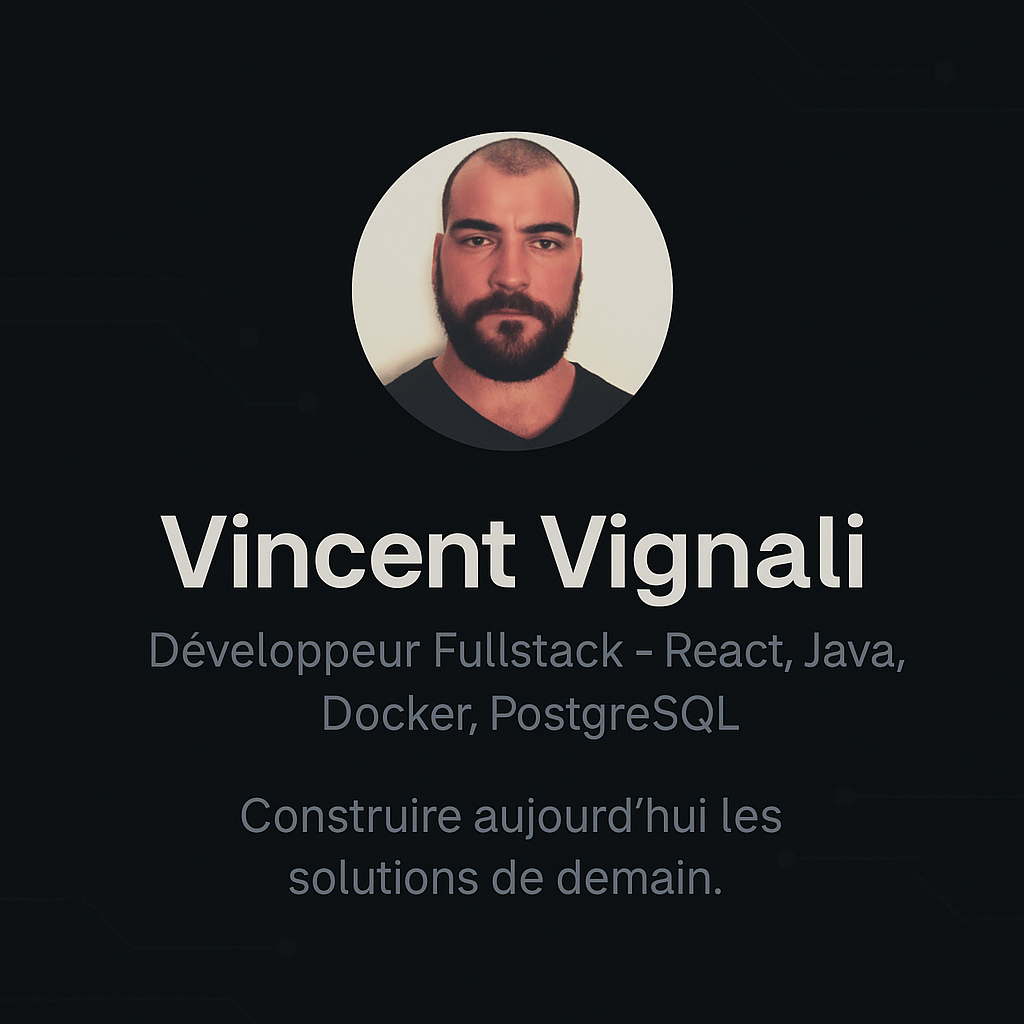 Vincent Vignali
Développeur Fullstack - React, Java,
Docker, PostgreSQL
Construire aujourd’hui les
solutions de demain.